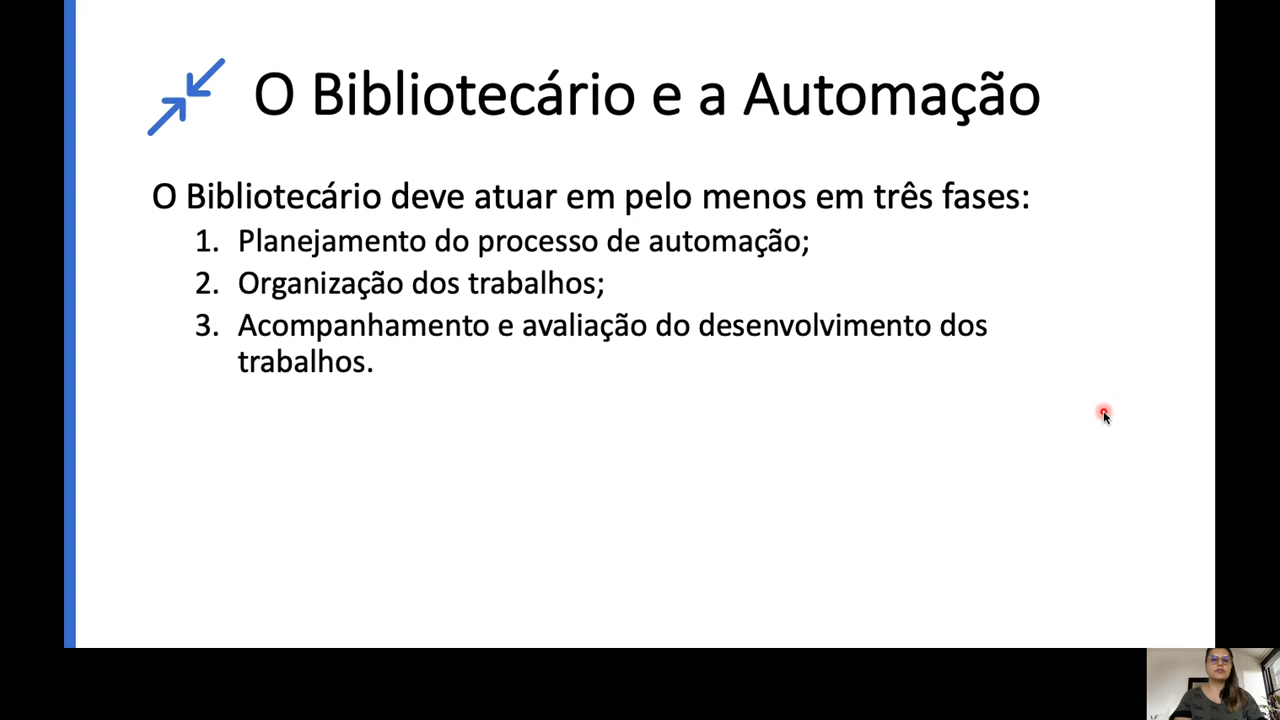 O Bibliotecário e a Automação
O Bibliotecário deve atuar em pelo menos em três fases:
1. Planejamento do processo de automação;
2. Organização dos trabalhos;
3. Acompanhamento e avaliação do desenvolvimento dos
trabalhos.